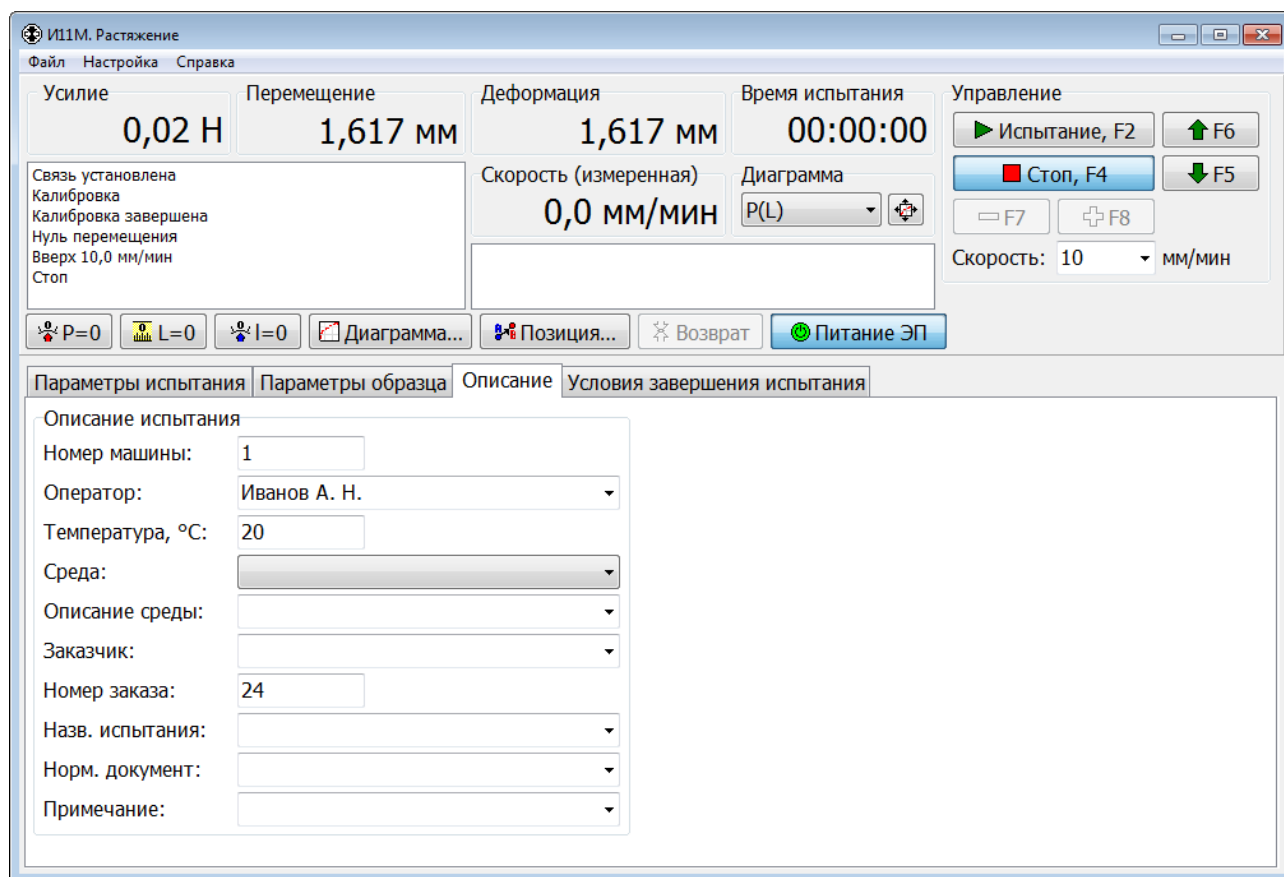 И11М. Растяжение
Файл Настройка Справка
Усилие
0,02 Н
Перемещение
1,617 мм
Деформация
1,617 мм
Время испытания
00:00:00
Управление
Испытание, F2
F6
Стоп, F4
F5
F7
F8
Скорость: 10 мм/мин
Связь установлена
Калибровка
Калибровка завершена
Нуль перемещения
Вверх 10,0 мм/мин
Стоп
Скорость (измеренная)
0,0 мм/мин
Диаграмма
P(L)
P=0
L=0
l=0
Диаграмма...
Позиция...
Возврат
Питание ЭП
Параметры испытания
Параметры образца
Описание
Условия завершения испытания
Описание испытания
Номер машины: 1
Оператор: Иванов А. Н.
Температура, °C: 20
Среда:
Описание среды:
Заказчик:
Номер заказа: 24
Назв. испытания:
Норм. документ:
Примечание: